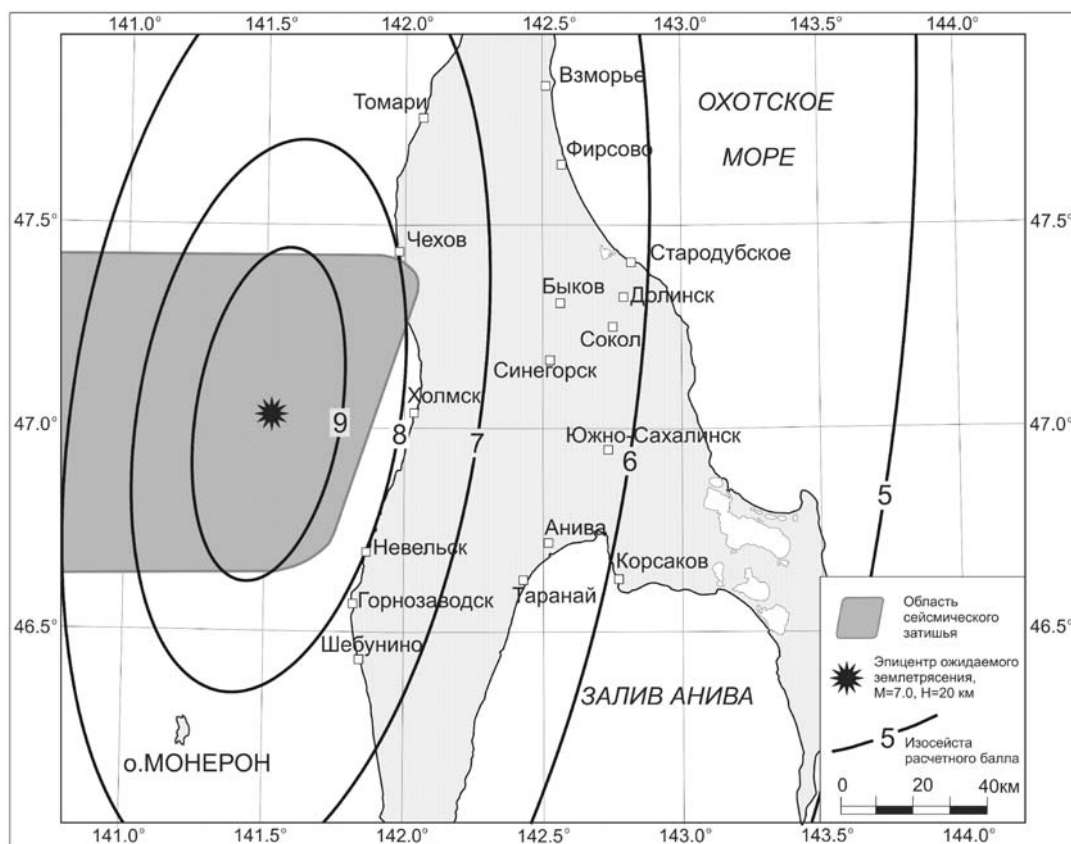 141.0° 141.5° 142.0° 142.5° 143.0° 143.5° 144.0°
Взморье
ОХОТСКОЕ
Томари
МОРЕ
Фирсово
47.5° 47.5°
Чехов
Стародубское
Быков
Долинск
Сокол
Синегорск
Холмск
47.0° 9 8 7 47.0°
Южно-Сахалинск
6
5
Анива
Невельск
Корсаков
Горнозаводск
Таранай
46.5° 46.5°
Шебунино
ЗАЛИВ АНИВА
о.МОНЕРОН
Область
сейсмического
затишья
Эпицентр ожидаемого
землетрясения,
М=7.0, Н=20 км
5 Изосейста
расчетного балла
0 20 40км
141.0° 141.5° 142.0° 142.5° 143.0° 143.5° 144.0°